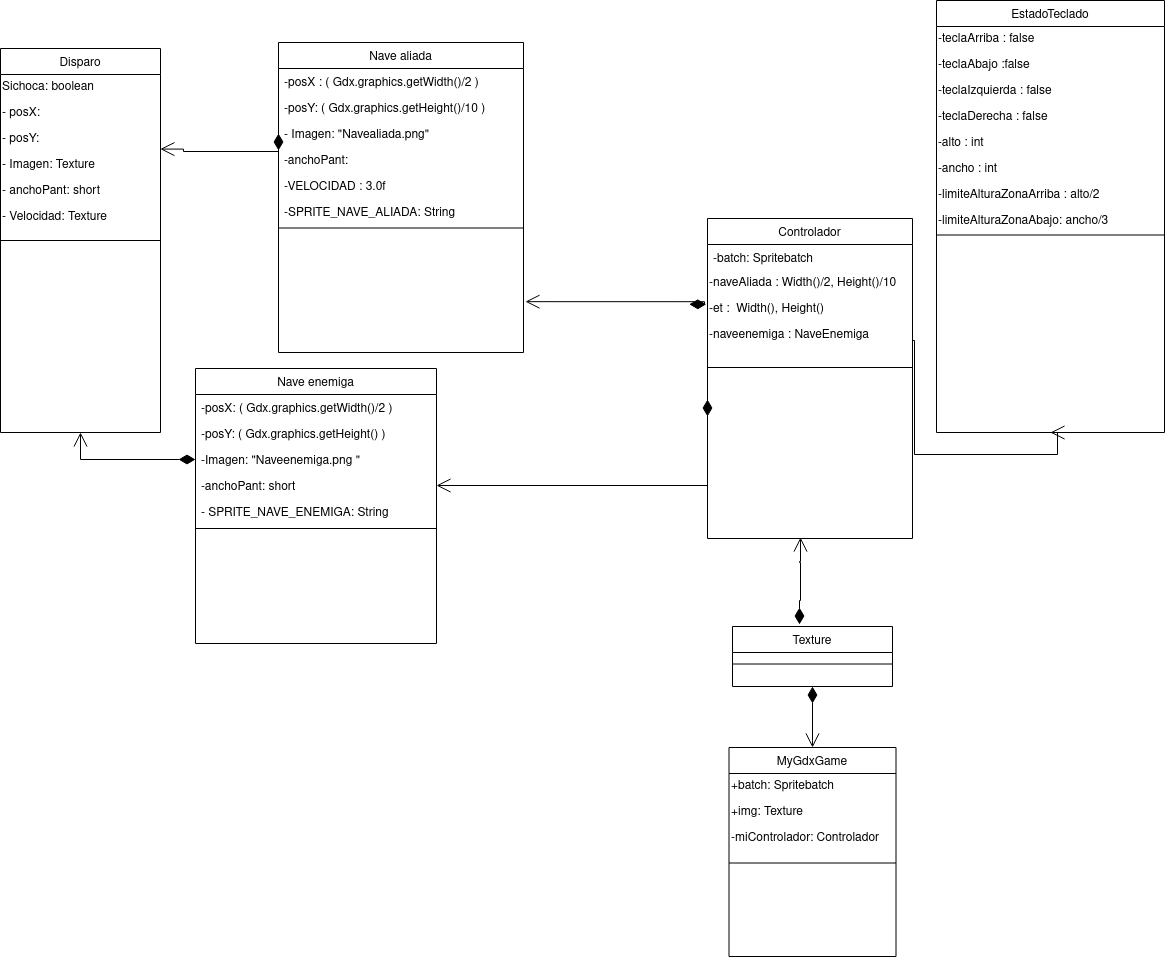 Disparo
Sichoca: boolean
- posX:
- posY:
- Imagen: Texture
- anchoPant: short
- Velocidad: Texture
Nave aliada
-posX : ( Gdx.graphics.getWidth()/2 )
-posY: ( Gdx.graphics.getHeight()/10 )
- Imagen: "Navealiada.png"
-anchoPant:
-VELOCIDAD : 3.0f
-SPRITE_NAVE_ALIADA: String
EstadoTeclado
-teclaArriba : false
-teclaAbajo :false
-teclaIzquierda : false
-teclaDerecha : false
-alto : int
-ancho : int
-limiteAlturaZonaArriba : alto/2
-limiteAlturaZonaAbajo: ancho/3
Controlador
-batch: Spritebatch
-naveAliada : Width()/2, Height()/10
-et :  Width(), Height()
-naveenemiga : NaveEnemiga
Nave enemiga
-posX: ( Gdx.graphics.getWidth()/2 )
-posY: ( Gdx.graphics.getHeight() )
-Imagen: "Naveenemiga.png "
-anchoPant: short
- SPRITE_NAVE_ENEMIGA: String
Texture
MyGdxGame
+batch: Spritebatch
+img: Texture
-miControlador: Controlador